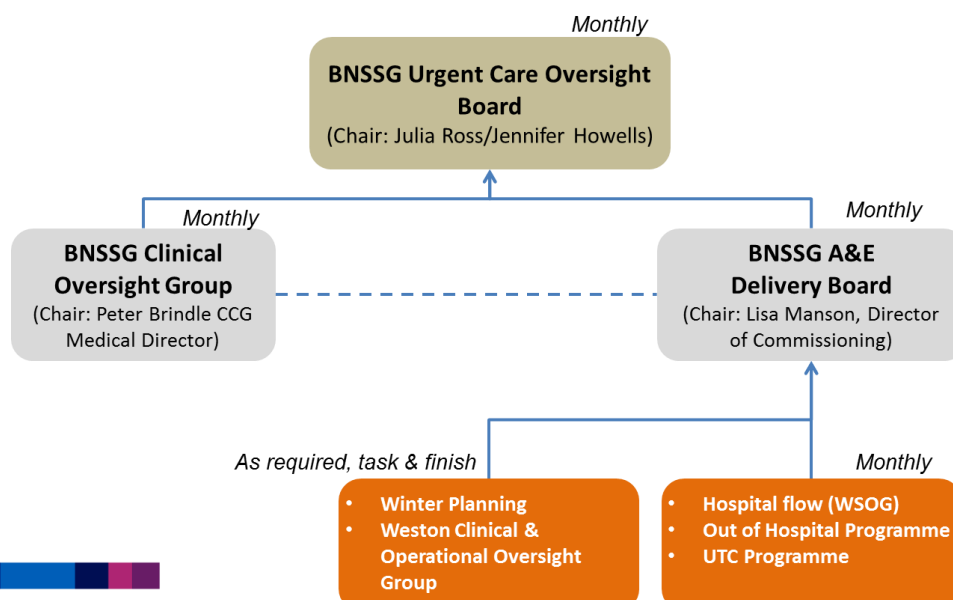 Monthly
BNSSG Urgent Care Oversight
Board
(Chair: Julia Ross/Jennifer Howells)
Monthly
BNSSG Clinical
Oversight Group
(Chair: Peter Brindle CCG
Medical Director)
Monthly
BNSSG A&E
Delivery Board
(Chair: Lisa Manson, Director
of Commissioning)
As required, task & finish
• Winter Planning
• Weston Clinical &
Operational Oversight
Group
Monthly
• Hospital flow (WSOG)
• Out of Hospital Programme
• UTC Programme